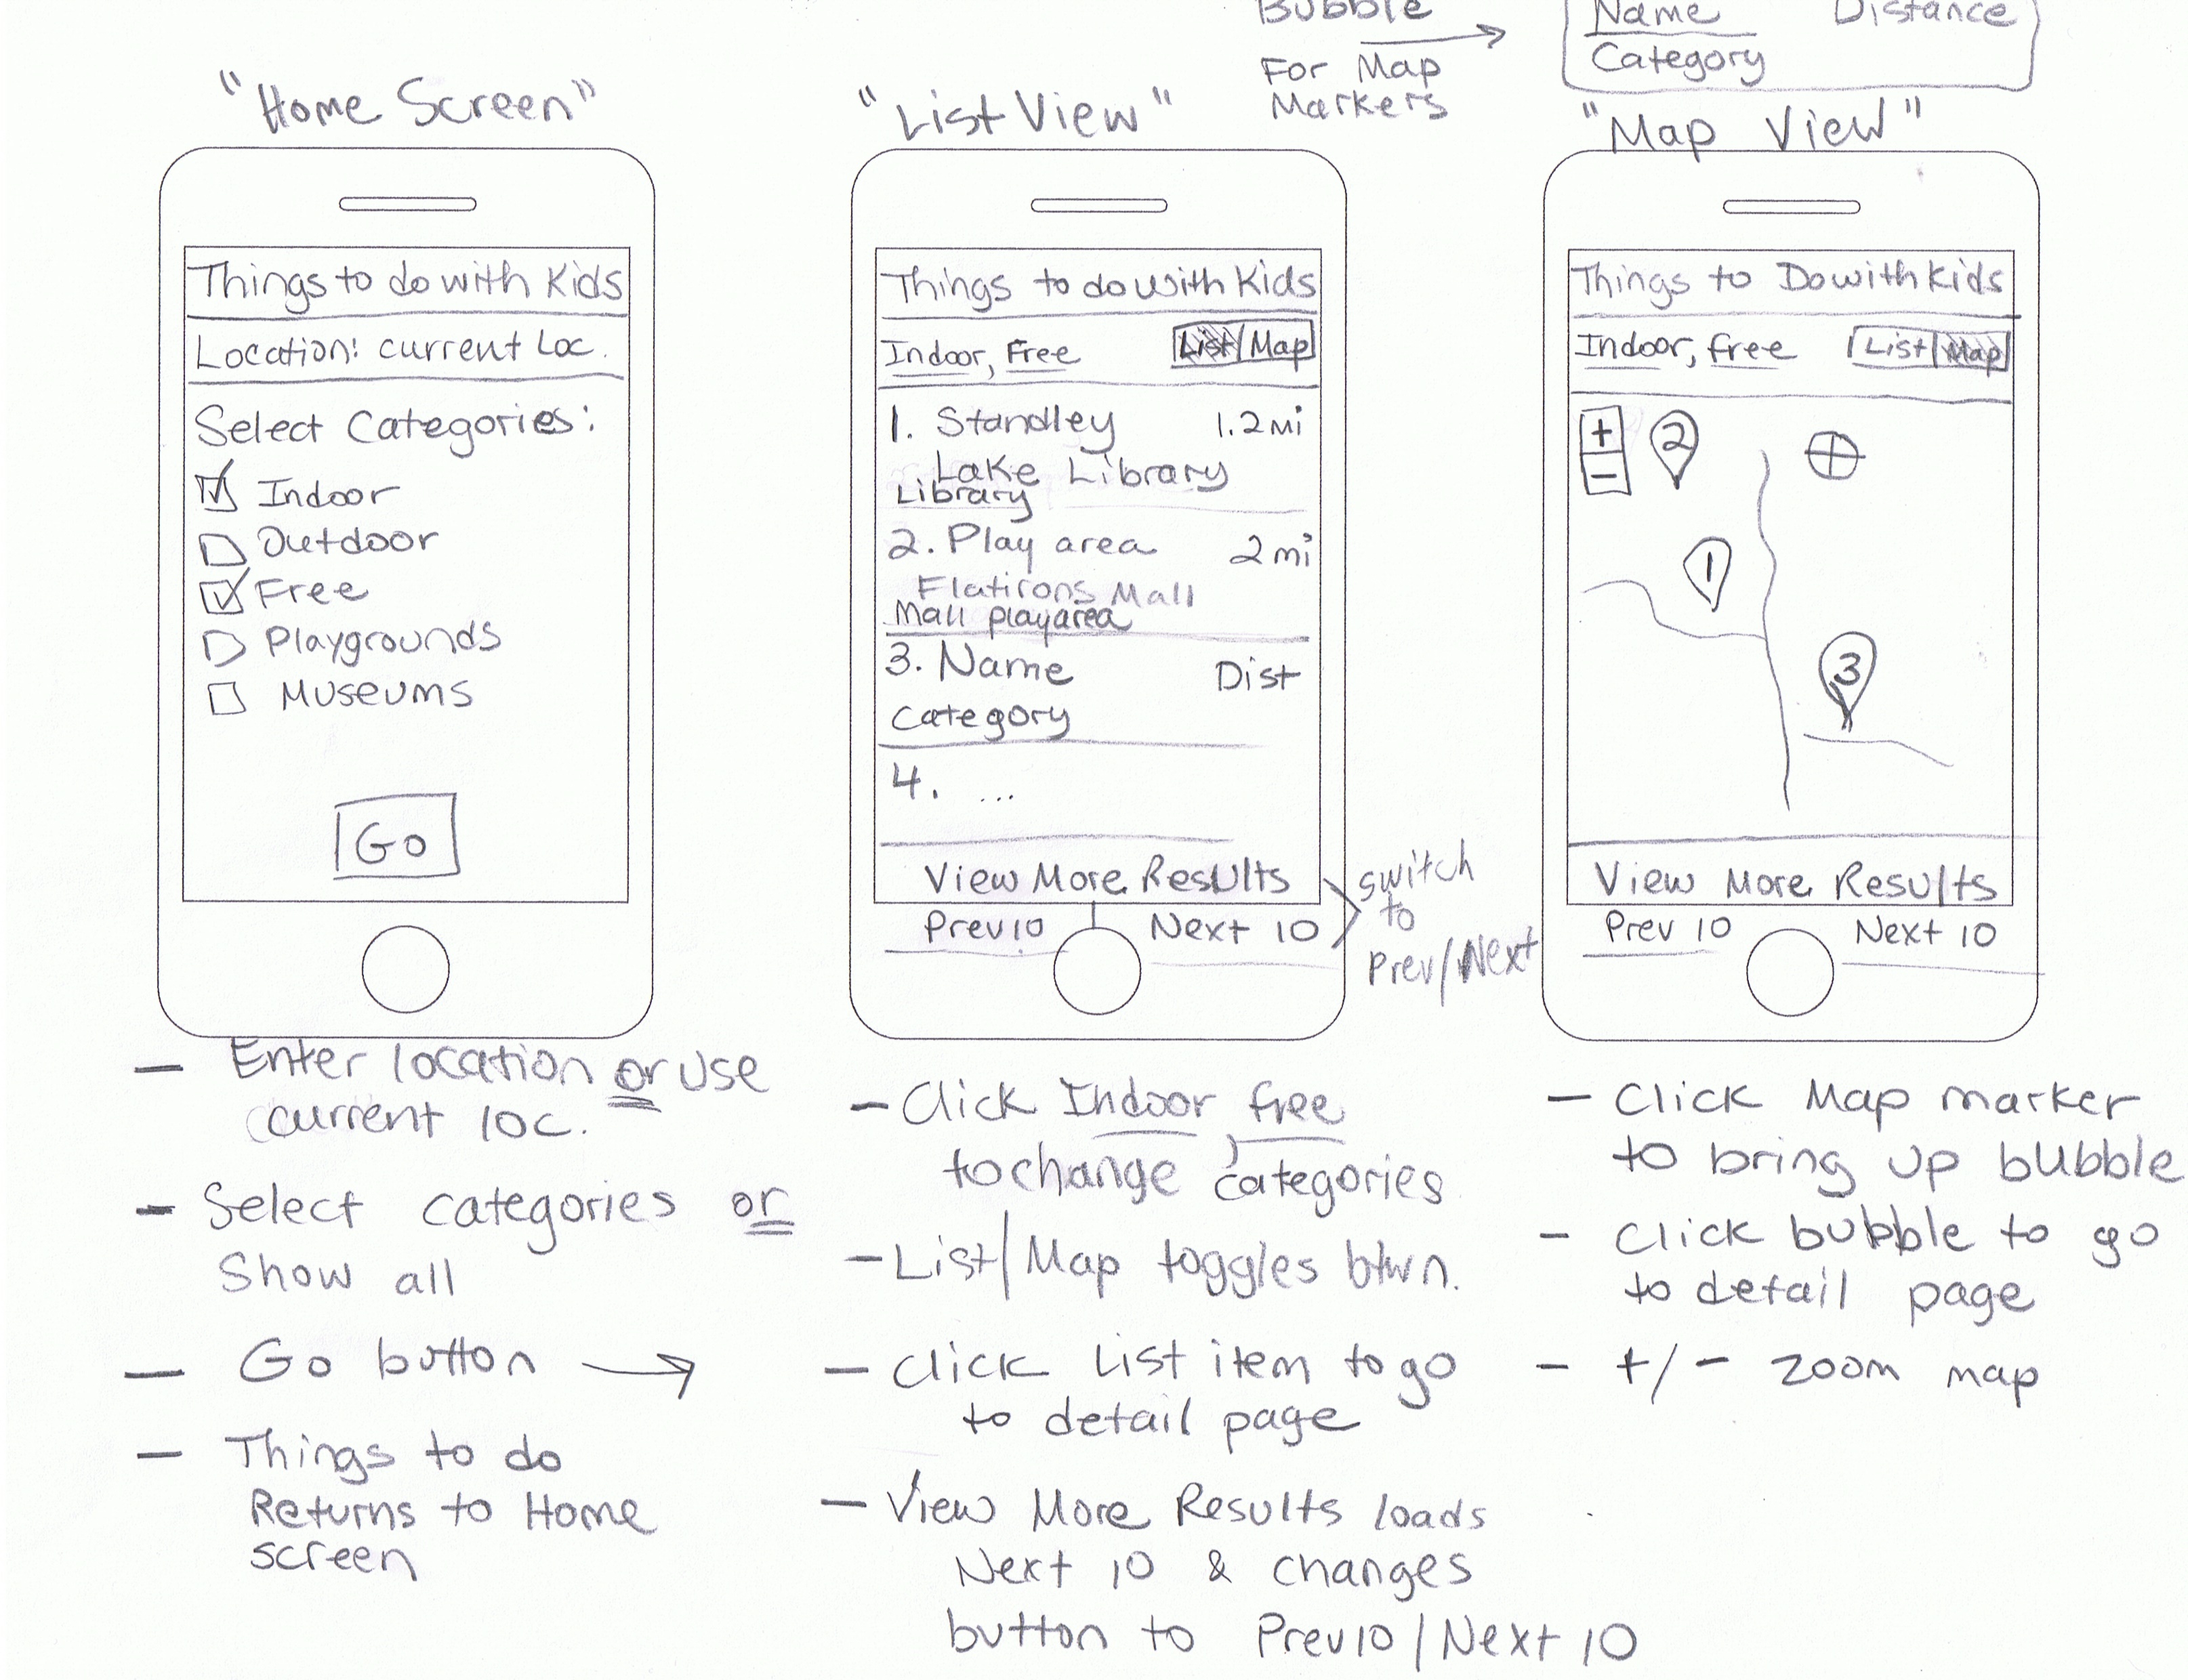 "Home Screen"
Things to do with Kids
Location: current Loc.
Select Categories:
Indoor
Outdoor
Free
Playgrounds
Museums
Go
- Enter location or use
current loc.
- Select categories or
Show all
- Go button →
- Things to do
Returns to Home
screen
"List View"
Things to do with Kids
Indoor, Free List | Map
1. Standley 1.2 mi
Lake Library
Library
2. Play area 2 mi
Flatirons Mall
Mall playarea
3. Name Dist
Category
4. ...
View More Results
Prev 10 Next 10
switch
to
Prev/Next
- Click Indoor, free
to change categories
- List/Map toggles btwn.
- Click List item to go
to detail page
- View More Results loads
Next 10 & changes
button to Prev 10 / Next 10
Bubble →
For Map
Markers
Name Distance
Category
"Map View"
Things to Do with Kids
Indoor, free List | Map
+
-
2
1
3
View More Results
Prev 10 Next 10
- Click Map marker
to bring up bubble
- Click bubble to go
to detail page
- +/- zoom map